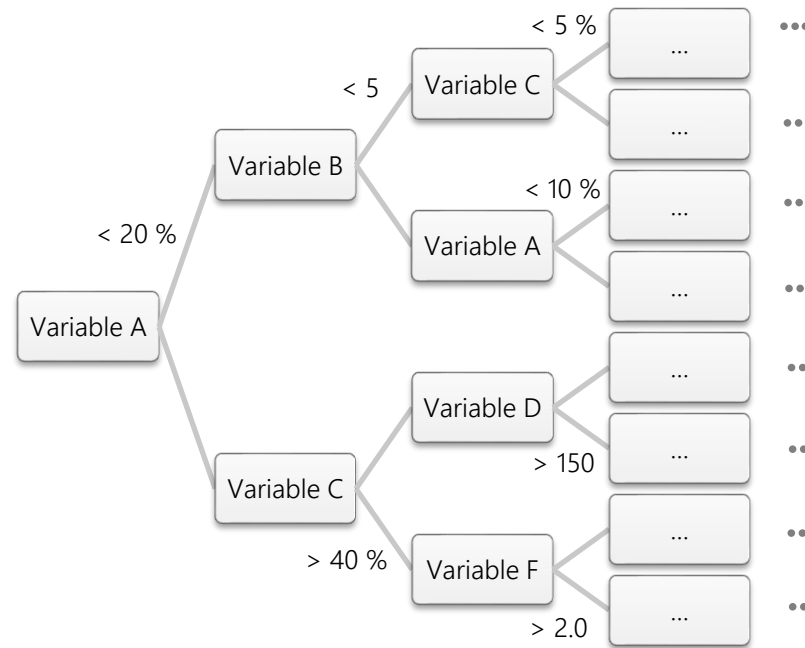 < 5 %
...
Variable C
< 5
...
Variable B
< 10 %
...
< 20 %
Variable A
...
Variable A
...
Variable D
> 150
...
Variable C
...
> 40 %
Variable F
...
> 2.0